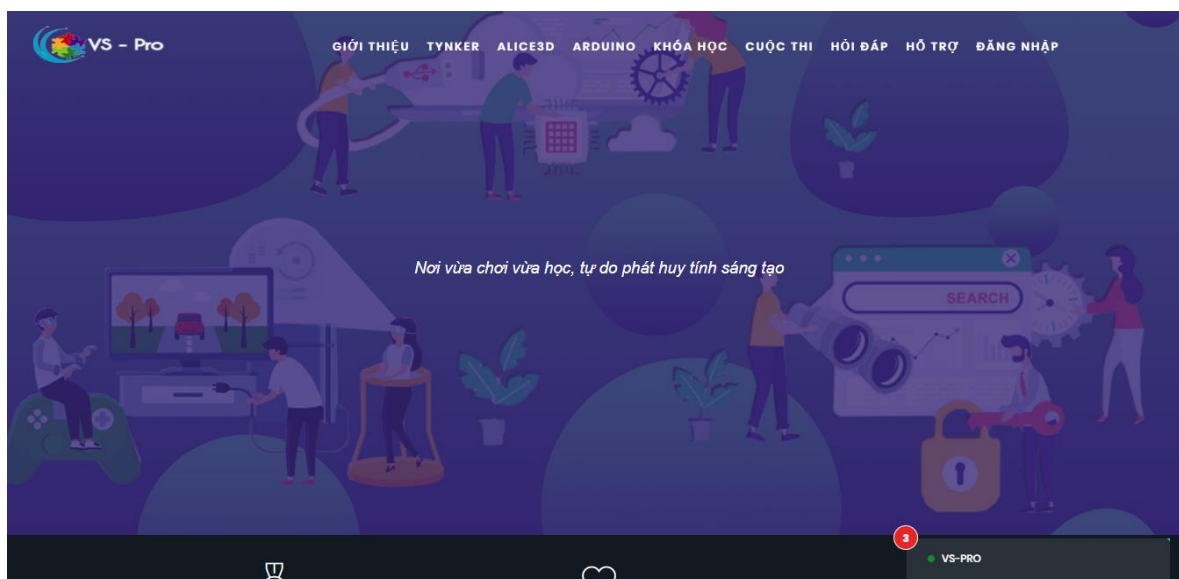 VS - Pro
GIỚI THIỆU TYNKER ALICE3D ARDUINO KHÓA HỌC CUỘC THI HỎI ĐÁP HỖ TRỢ ĐĂNG NHẬP
Nơi vừa chơi vừa học, tự do phát huy tính sáng tạo
SEARCH
3
VS-PRO